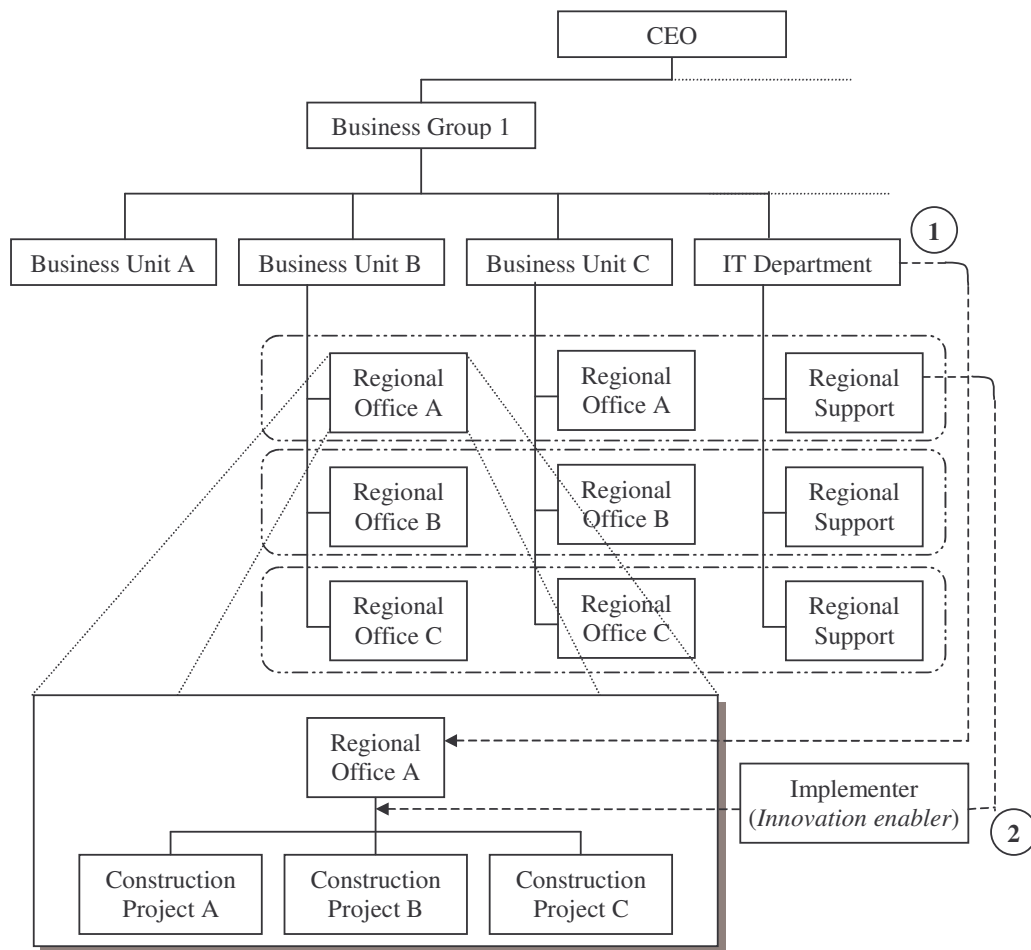 CEO
Business Group 1
Business Unit A
Business Unit B
Business Unit C
IT Department
1
Regional
Office A
Regional
Office A
Regional
Support
Regional
Office B
Regional
Office B
Regional
Support
Regional
Office C
Regional
Office C
Regional
Support
Regional
Office A
Implementer
(Innovation enabler)
2
Construction
Project A
Construction
Project B
Construction
Project C